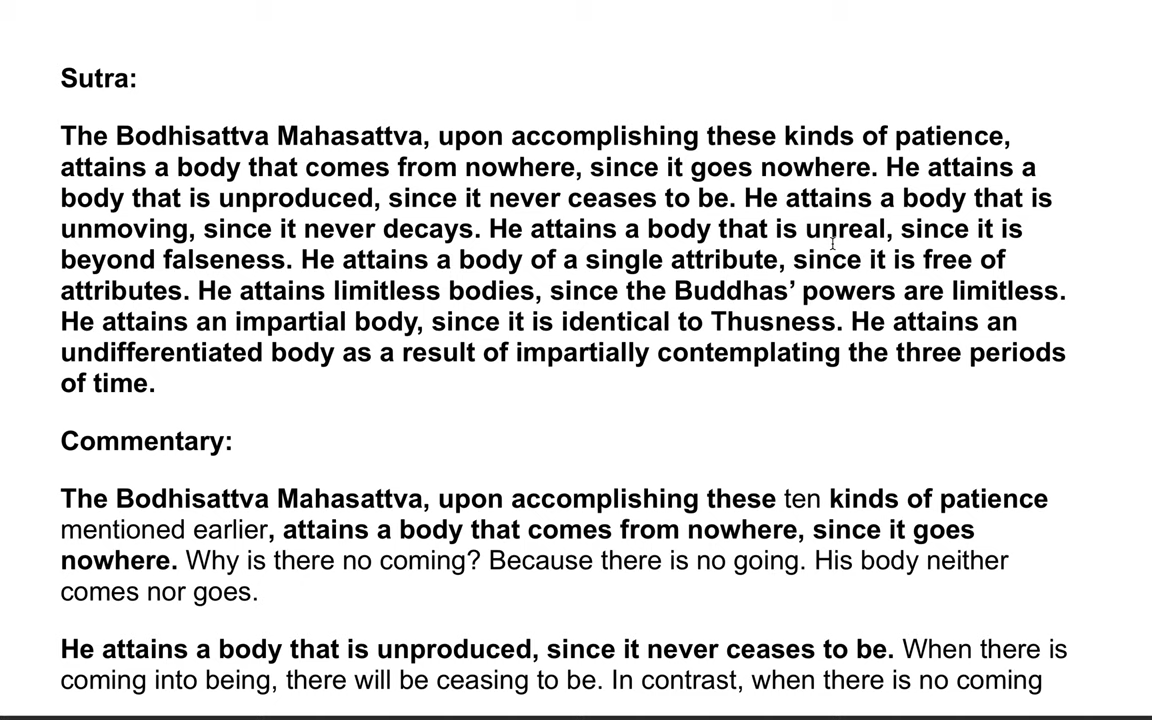 Sutra:
The Bodhisattva Mahasattva, upon accomplishing these kinds of patience,
attains a body that comes from nowhere, since it goes nowhere. He attains a
body that is unproduced, since it never ceases to be. He attains a body that is
unmoving, since it never decays. He attains a body that is unreal, since it is
beyond falseness. He attains a body of a single attribute, since it is free of
attributes. He attains limitless bodies, since the Buddhas’ powers are limitless.
He attains an impartial body, since it is identical to Thusness. He attains an
undifferentiated body as a result of impartially contemplating the three periods
of time.
Commentary:
The Bodhisattva Mahasattva, upon accomplishing these ten kinds of patience
mentioned earlier, attains a body that comes from nowhere, since it goes
nowhere. Why is there no coming? Because there is no going. His body neither
comes nor goes.
He attains a body that is unproduced, since it never ceases to be. When there is
coming into being, there will be ceasing to be. In contrast, when there is no coming